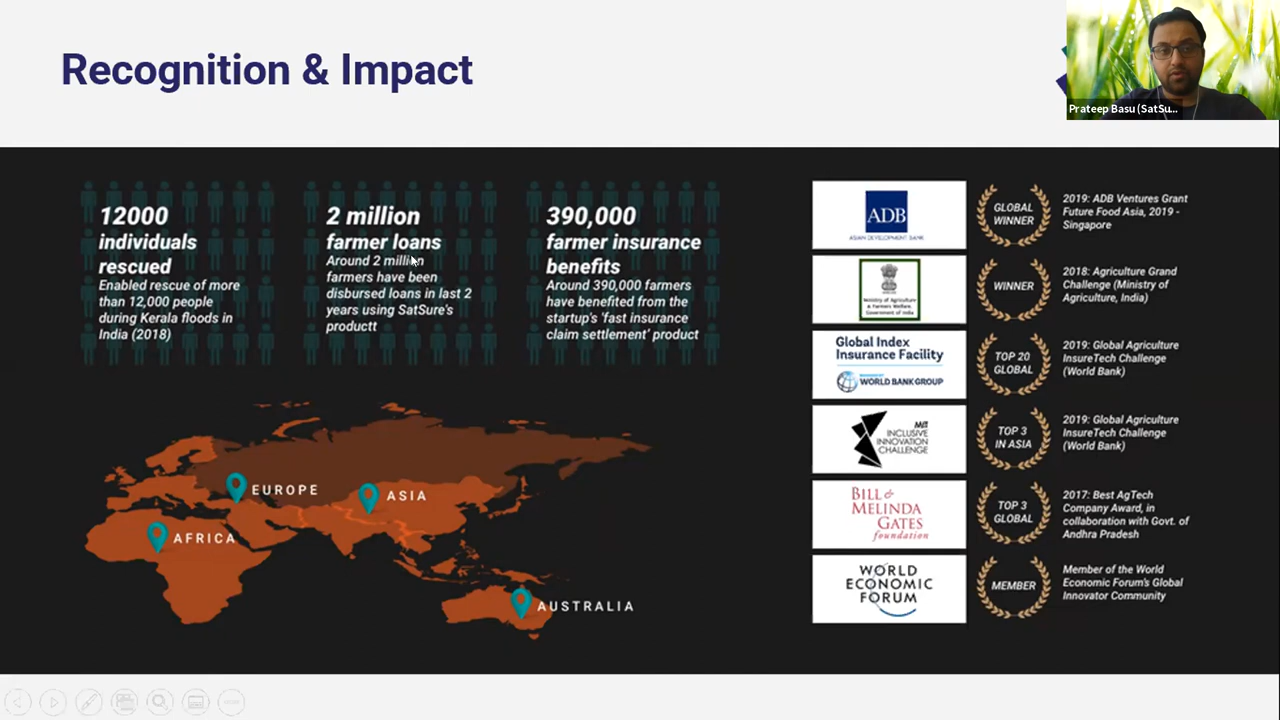 Recognition & Impact
Prateep Basu (SatSu...
12000
individuals
rescued
Enabled rescue of more
than 12,000 people
during Kerala floods in
India (2018)
2 million
farmer loans
Around 2 million
farmers have been
disbursed loans in last 2
years using SatSure's
productt
390,000
farmer insurance
benefits
Around 390,000 farmers
have benefited from the
startup's 'fast insurance
claim settlement' product
EUROPE
ASIA
AFRICA
AUSTRALIA
ADB
ASIAN DEVELOPMENT BANK
GLOBAL
WINNER
2019: ADB Ventures Grant
Future Food Asia, 2019 -
Singapore
Ministry of Agriculture
& Farmers Welfare
Government of India
WINNER
2018: Agriculture Grand
Challenge (Ministry of
Agriculture, India)
Global Index
Insurance Facility
WORLD BANK GROUP
TOP 20
GLOBAL
2019: Global Agriculture
InsureTech Challenge
(World Bank)
MIT
INCLUSIVE
INNOVATION
CHALLENGE
TOP 3
IN ASIA
2019: Global Agriculture
InsureTech Challenge
(World Bank)
BILL &
MELINDA
GATES
foundation
TOP 3
GLOBAL
2017: Best AgTech
Company Award, in
collaboration with Govt. of
Andhra Pradesh
WORLD
ECONOMIC
FORUM
MEMBER
Member of the World
Economic Forum's Global
Innovator Community